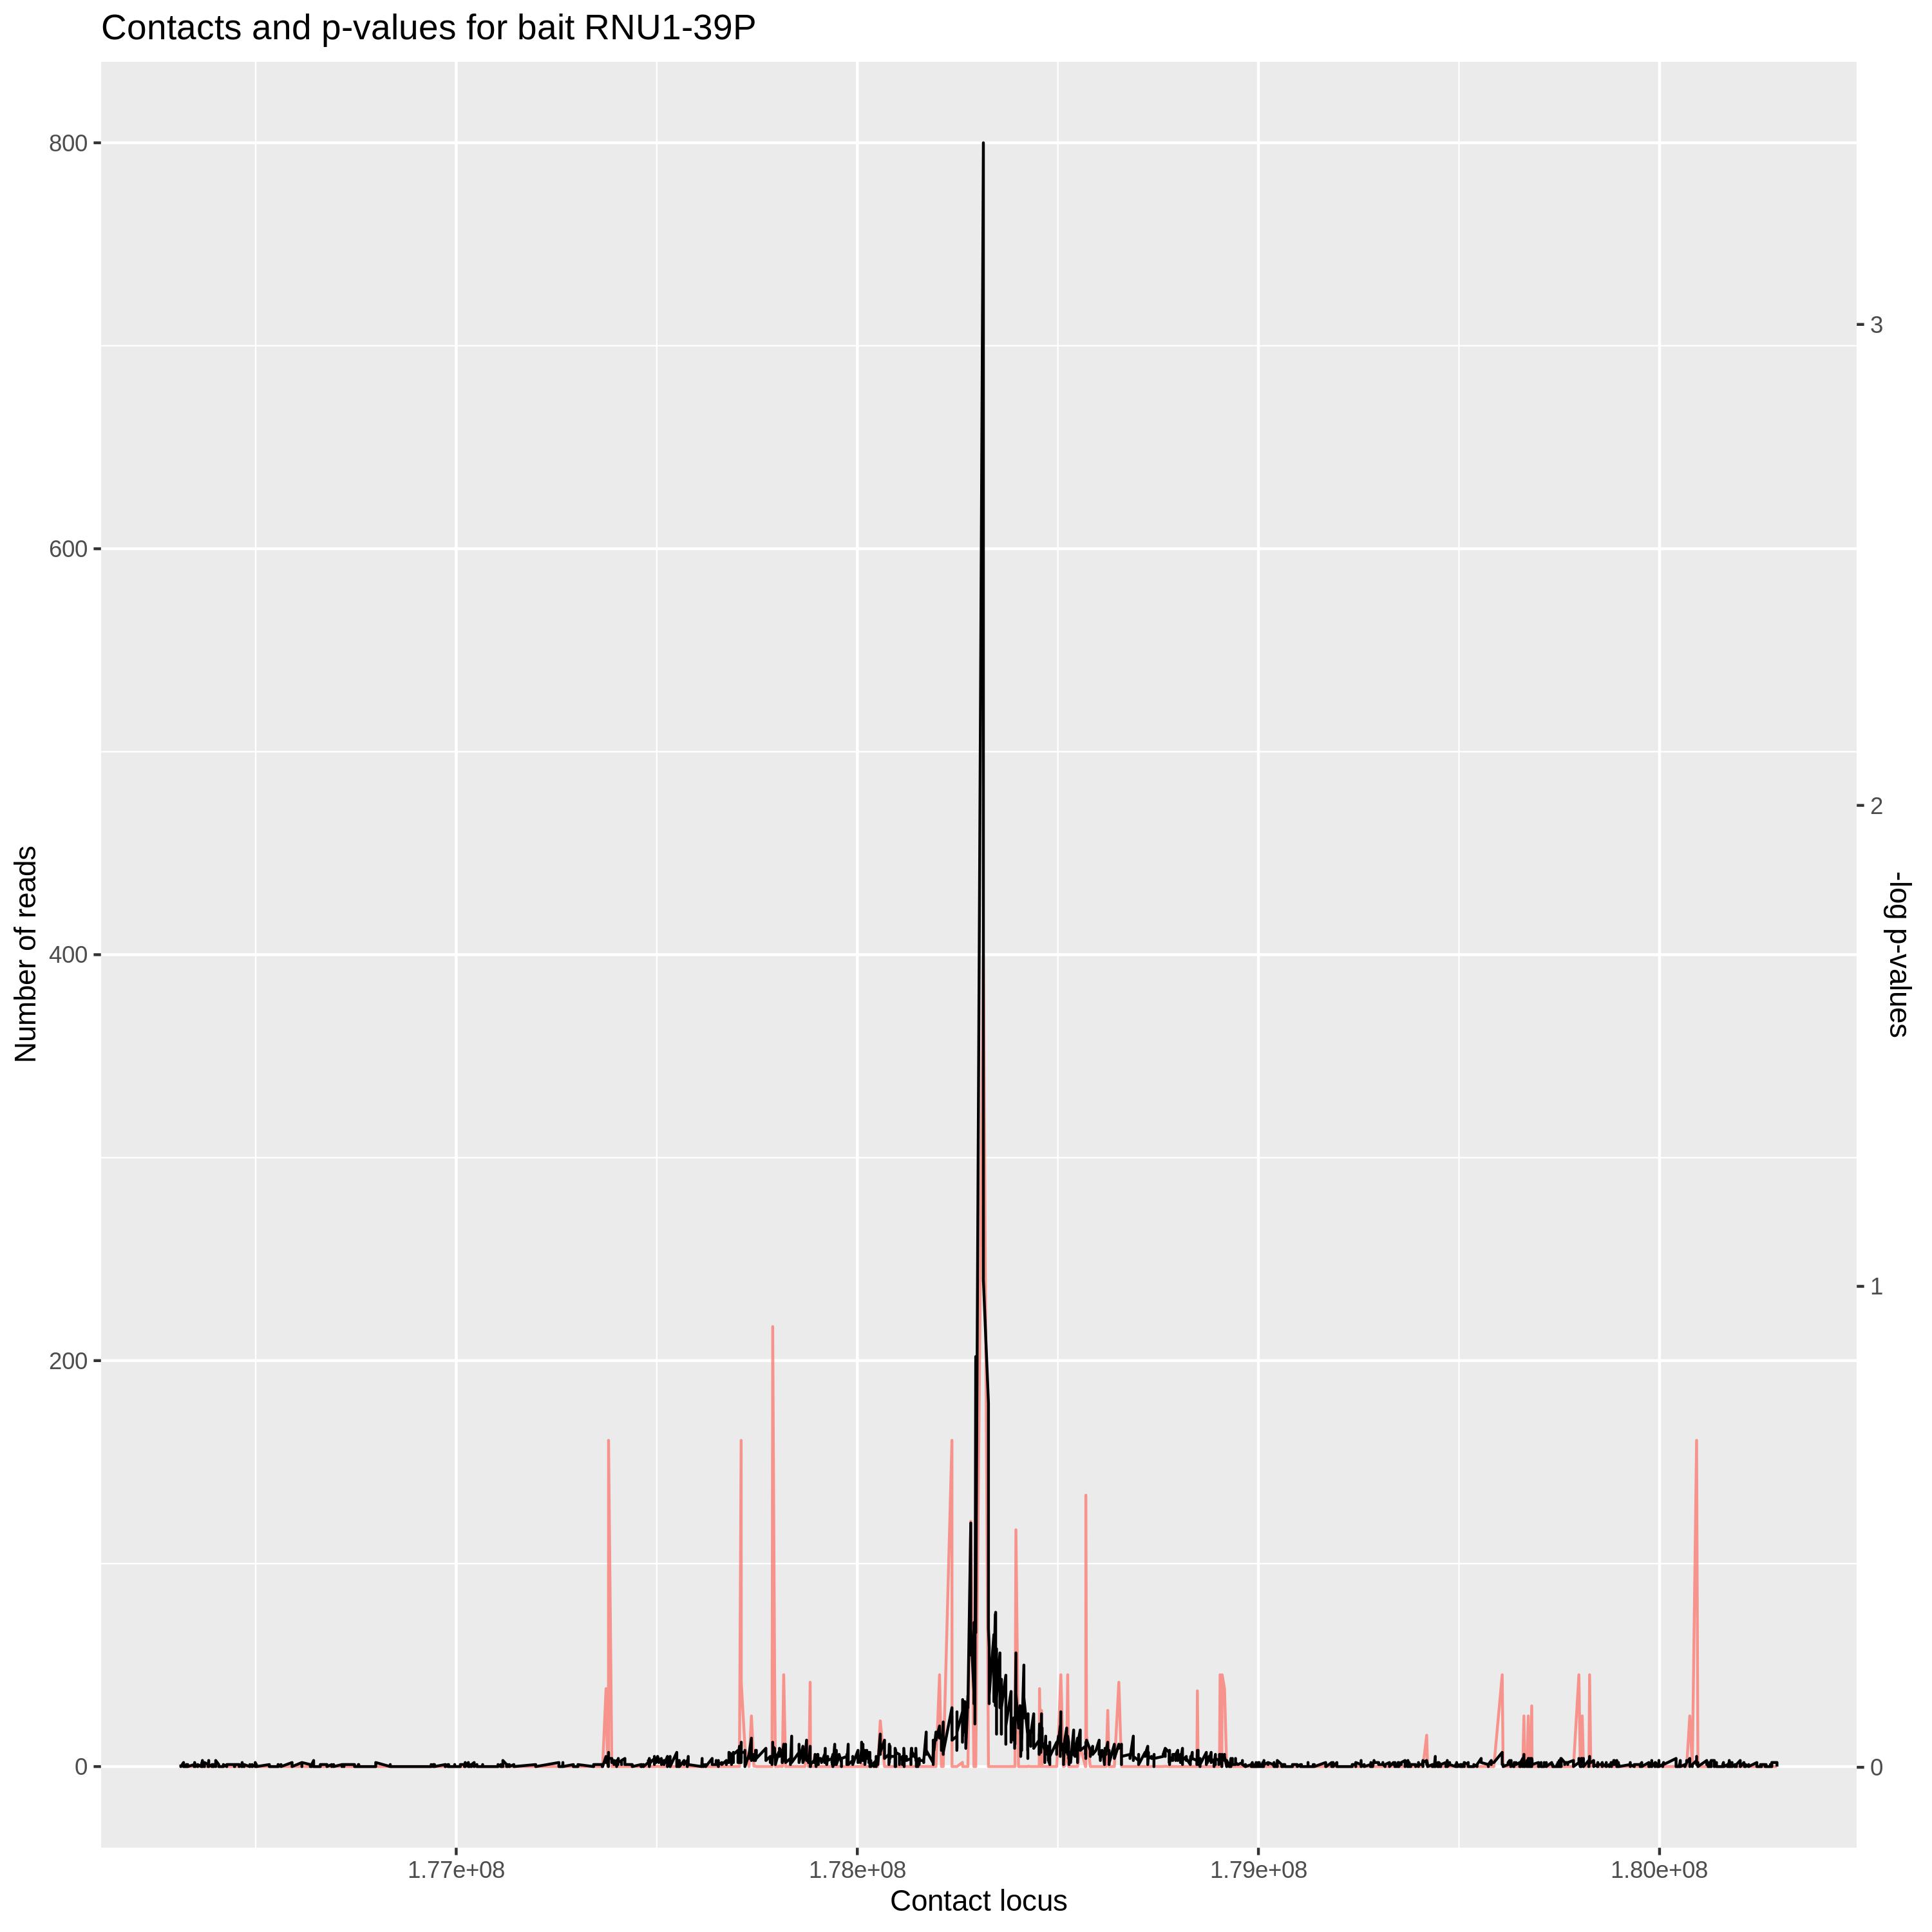 Contacts and p-values for bait RNU1-39P
800
600
400
200
0
Number of reads
3
2
1
0
-log p-values
1.77e+08 1.78e+08 1.79e+08 1.80e+08
Contact locus